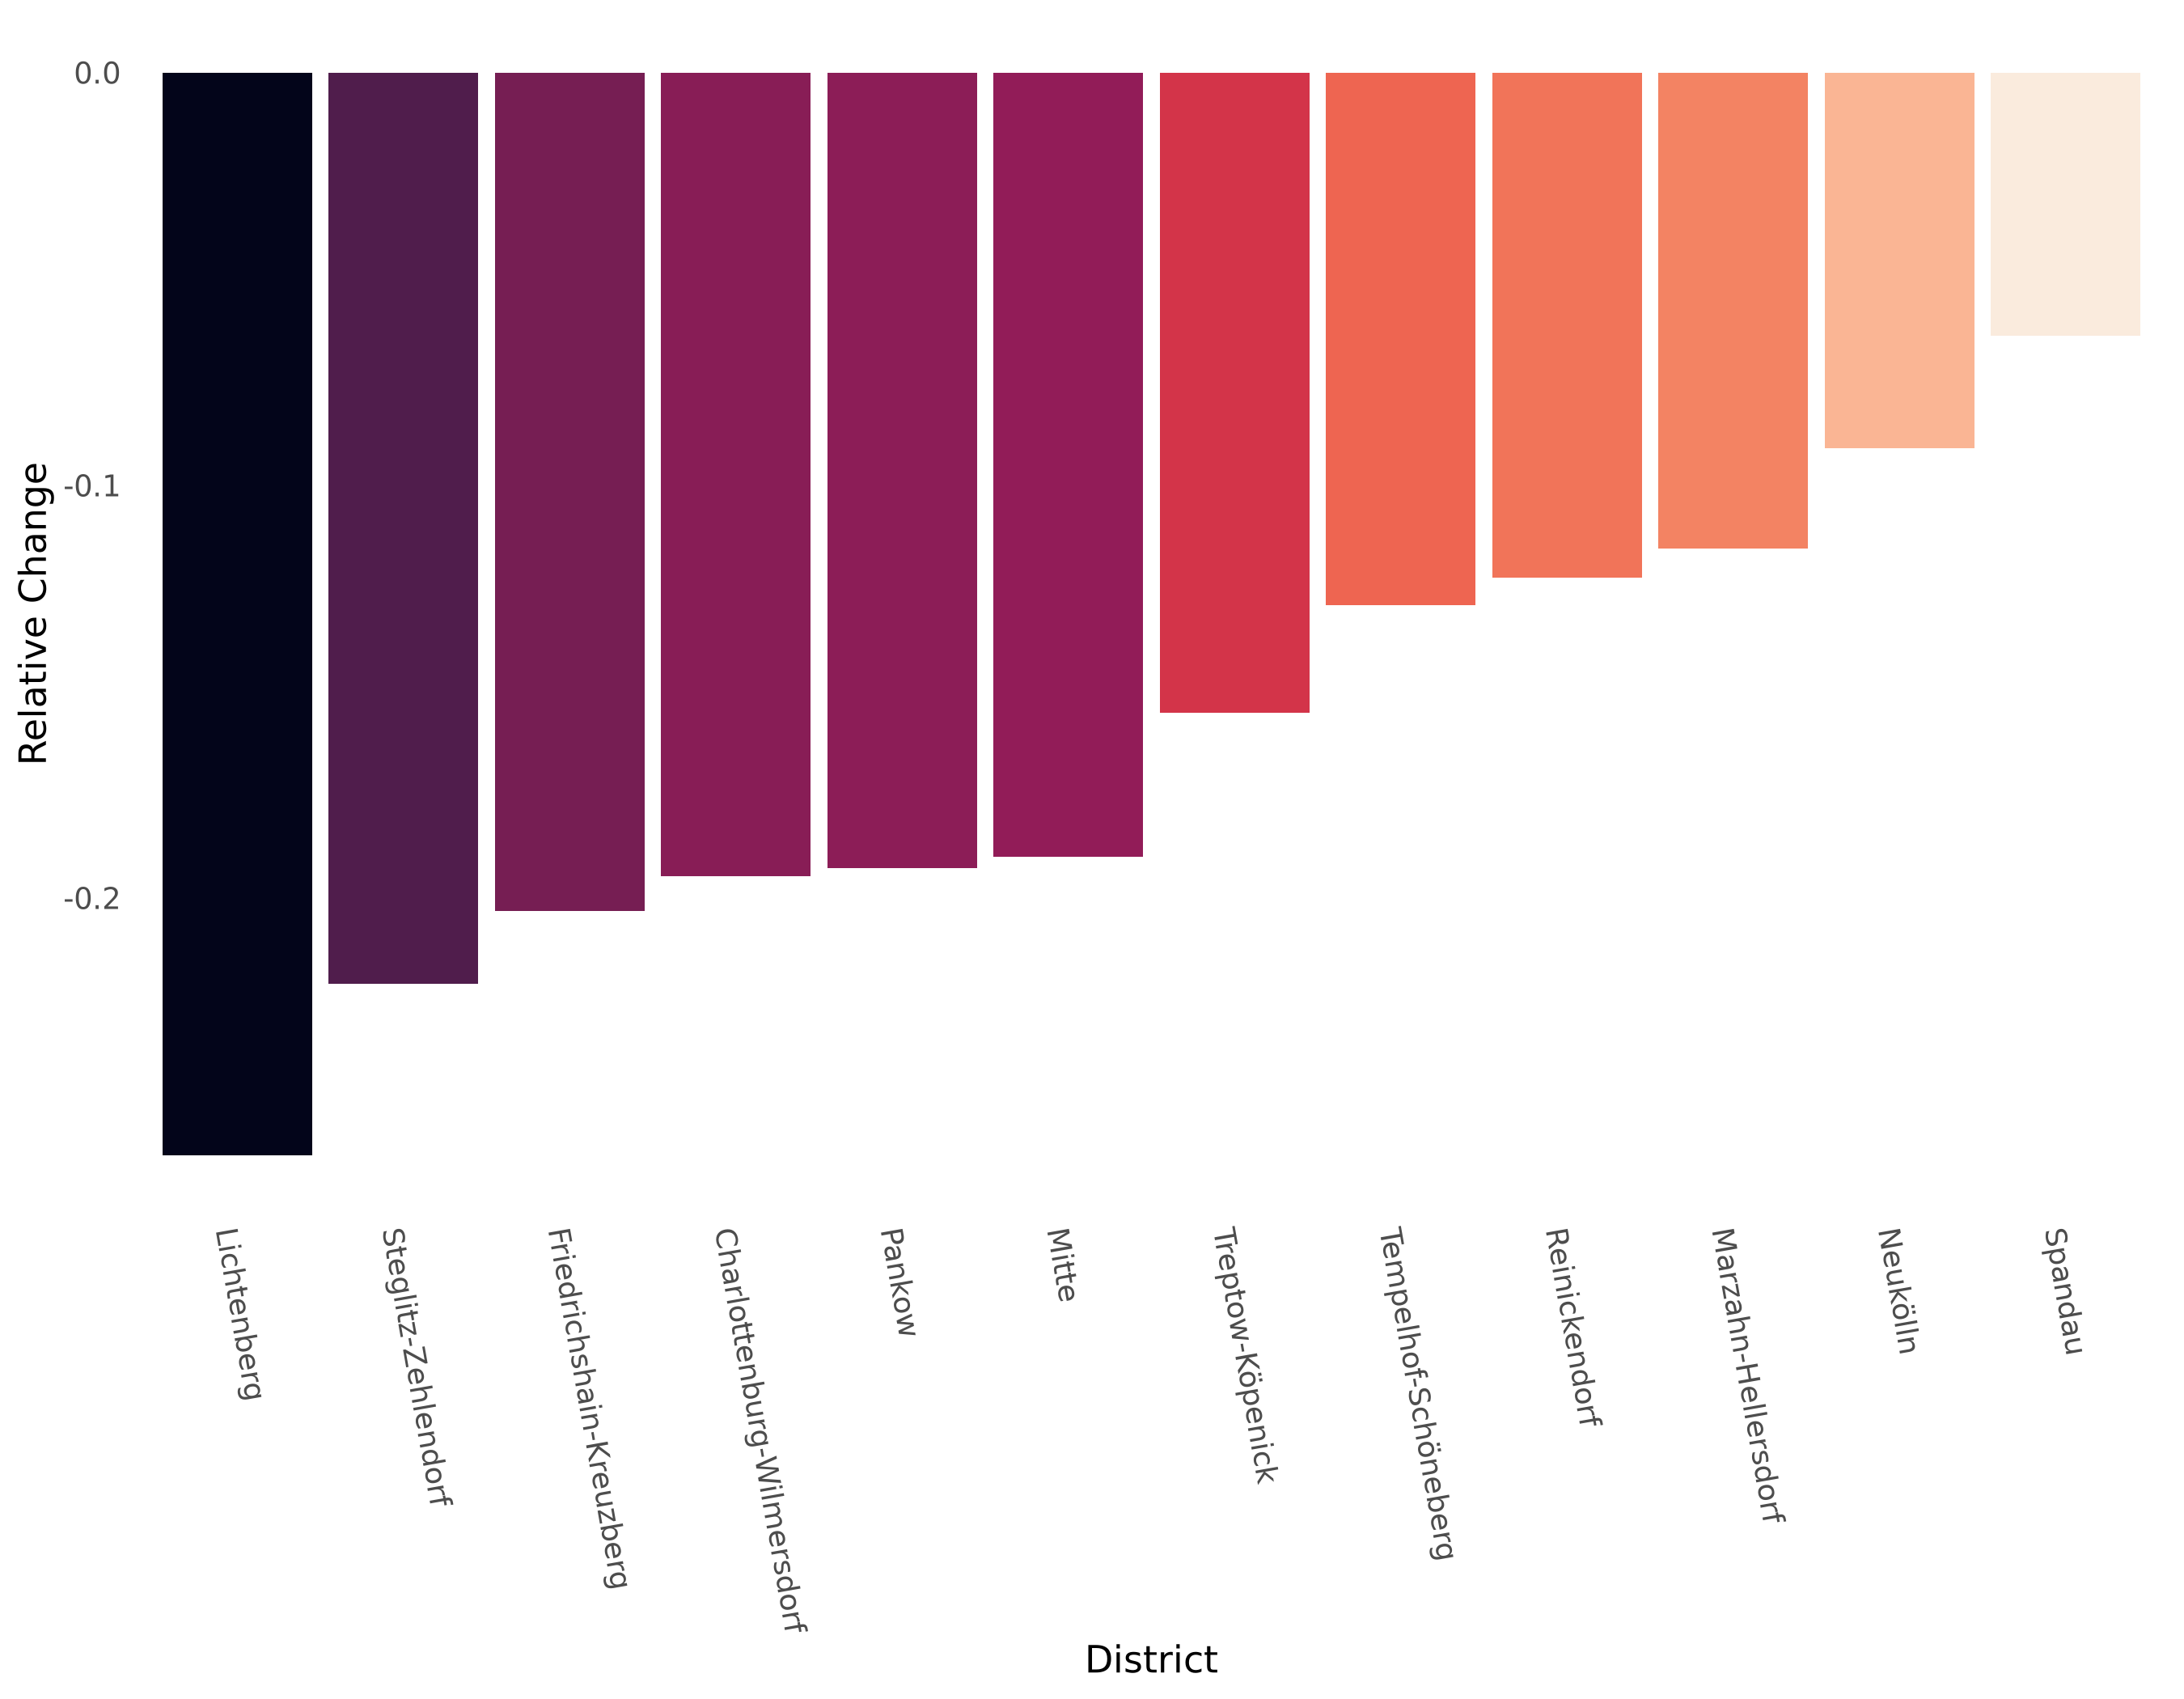 0.0
-0.1
-0.2
Relative Change
Lichtenberg
Steglitz-Zehlendorf
Friedrichshain-Kreuzberg
Charlottenburg-Wilmersdorf
Pankow
Mitte
Treptow-Köpenick
Tempelhof-Schöneberg
Reinickendorf
Marzahn-Hellersdorf
Neukölln
Spandau
District